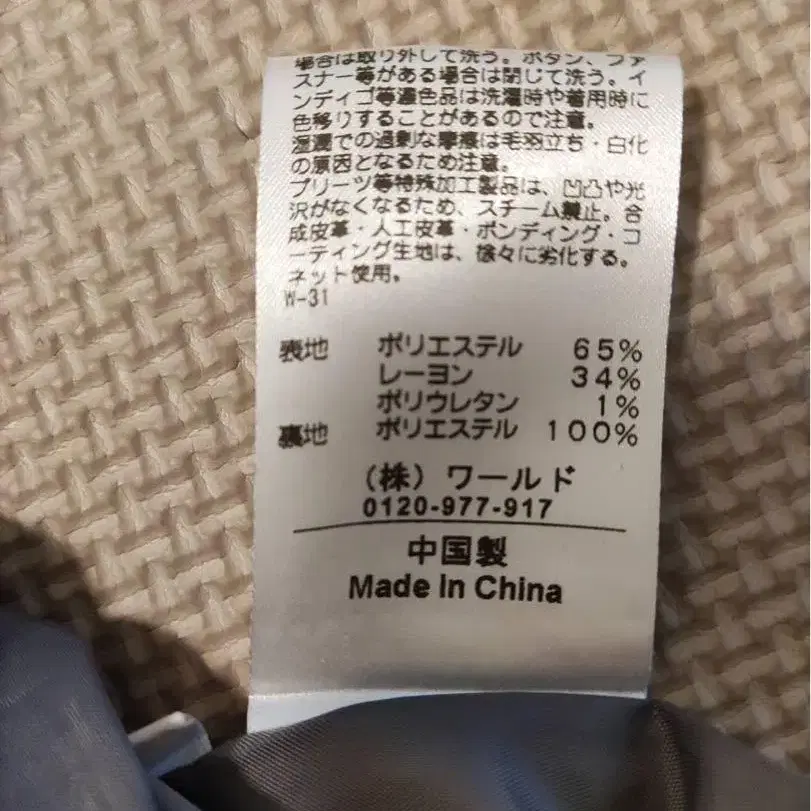 場合は取り外して洗う。ボタン、ファ
スナー等がある場合は閉じて洗う。イ
ンディゴ等濃色品は洗濯時や着用時に
色移りすることがあるので注意。
湿潤での過剰な摩擦は毛羽立ち・白化
の原因となるため注意。
プリーツ等特殊加工製品は、凹凸や光
沢がなくなるため、スチーム禁止。合
成皮革・人工皮革・ボンディング・コ
ーティング生地は、徐々に劣化する。
ネット使用。
W-31
表地 ポリエステル 65%
レーヨン 34%
ポリウレタン 1%
裏地 ポリエステル 100%
(株)ワールド
0120-977-917
中国製
Made in China